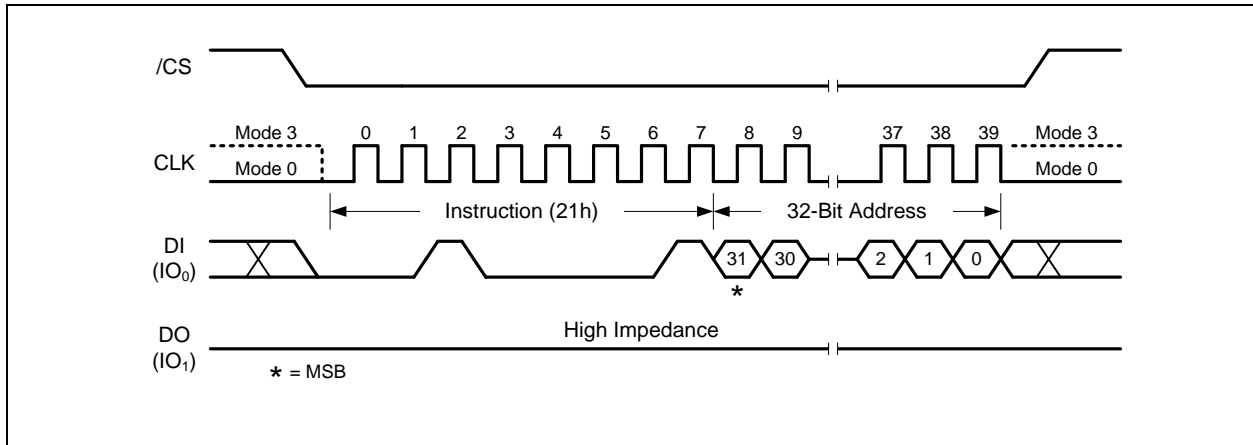 /CS
Mode 3 0 1 2 3 4 5 6 7 8 9 37 38 39 Mode 3
CLK Mode 0 Mode 0
Instruction (21h) 32-Bit Address
DI
(IO₀) 31 30 2 1 0
*
High Impedance
DO
(IO₁)
* = MSB